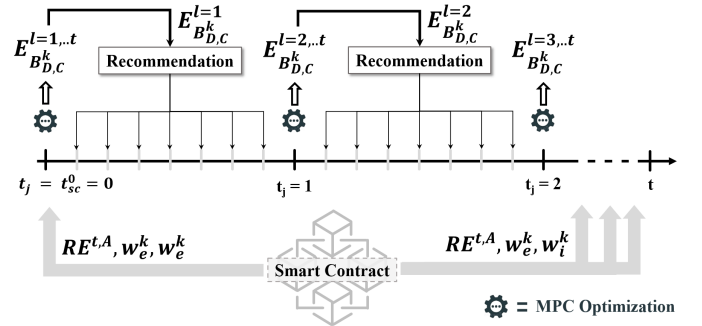 E^{l=1,..t}_{B^k_{D,C}} E^{l=1}_{B^k_{D,C}} E^{l=2,..t}_{B^k_{D,C}} E^{l=2}_{B^k_{D,C}} E^{l=3,..t}_{B^k_{D,C}}
Recommendation Recommendation
t_j = t^0_{sc} = 0 t_j = 1 t_j = 2 t
RE^{t,A}, w^k_e, w^k_e RE^{t,A}, w^k_e, w^k_i
Smart Contract
= MPC Optimization